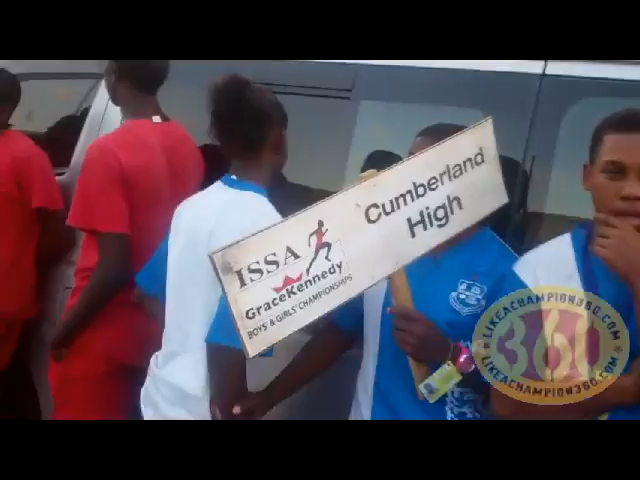 ISSA
GraceKennedy
BOYS' & GIRLS' CHAMPIONSHIPS
Cumberland
High
LIKEACHAMPION360.COM
360
LIKEACHAMPION360.COM